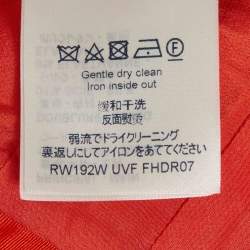 Gentle dry clean
Iron inside out
缓和干洗
反面熨烫
弱流でドライクリーニング
裏返しにしてアイロンをあててください
RW192W UVF FHDR07